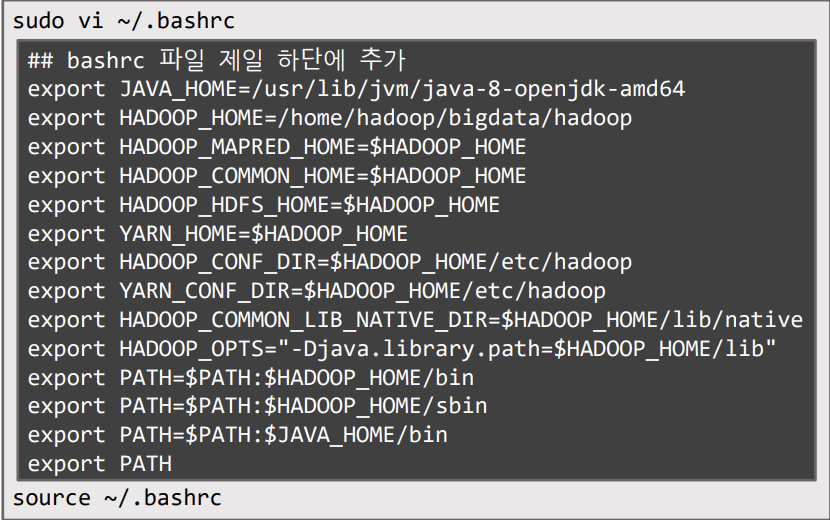 sudo vi ~/.bashrc
## bashrc 파일 제일 하단에 추가
export JAVA_HOME=/usr/lib/jvm/java-8-openjdk-amd64
export HADOOP_HOME=/home/hadoop/bigdata/hadoop
export HADOOP_MAPRED_HOME=$HADOOP_HOME
export HADOOP_COMMON_HOME=$HADOOP_HOME
export HADOOP_HDFS_HOME=$HADOOP_HOME
export YARN_HOME=$HADOOP_HOME
export HADOOP_CONF_DIR=$HADOOP_HOME/etc/hadoop
export YARN_CONF_DIR=$HADOOP_HOME/etc/hadoop
export HADOOP_COMMON_LIB_NATIVE_DIR=$HADOOP_HOME/lib/native
export HADOOP_OPTS="-Djava.library.path=$HADOOP_HOME/lib"
export PATH=$PATH:$HADOOP_HOME/bin
export PATH=$PATH:$HADOOP_HOME/sbin
export PATH=$PATH:$JAVA_HOME/bin
export PATH
source ~/.bashrc